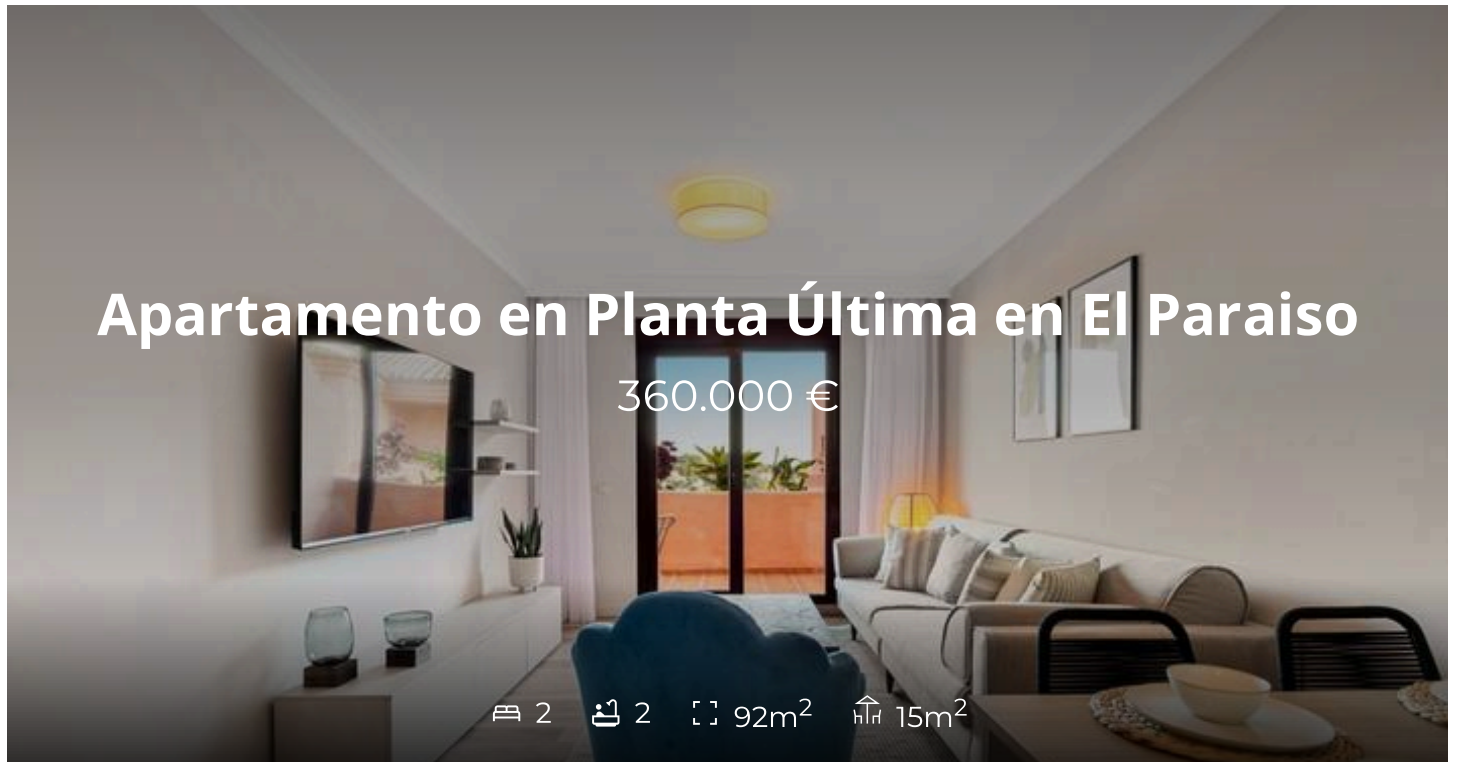 Apartamento en Planta Última en El Paraiso
360.000 €
2 2 92m² 15m²